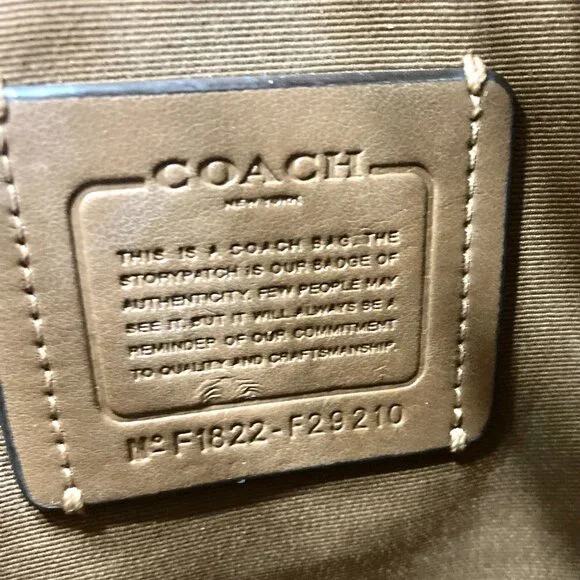 COACH
NEW YORK
THIS IS A COACH BAG. THE
STORYPATCH IS OUR BADGE OF
AUTHENTICITY. FEW PEOPLE MAY
SEE IT. BUT IT WILL ALWAYS BE A
REMINDER OF OUR COMMITMENT
TO QUALITY AND CRAFTSMANSHIP.
Nº F1822-F29210